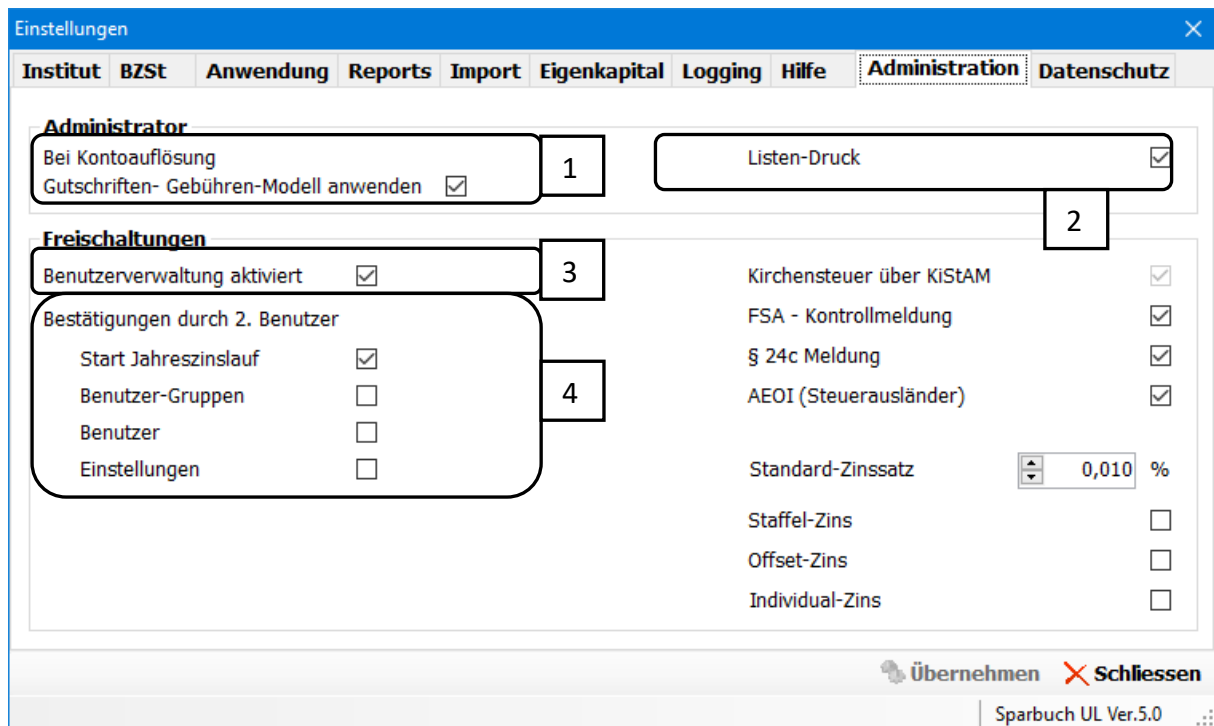 Einstellungen
Institut BZSt Anwendung Reports Import Eigenkapital Logging Hilfe Administration Datenschutz
Administrator
Bei Kontoauflösung
Gutschriften- Gebühren-Modell anwenden
1
Listen-Druck
2
Freischaltungen
Benutzerverwaltung aktiviert
3
Bestätigungen durch 2. Benutzer
Start Jahreszinslauf
Benutzer-Gruppen
Benutzer
Einstellungen
4
Kirchensteuer über KiStAM
FSA - Kontrollmeldung
§ 24c Meldung
AEOI (Steuerausländer)
Standard-Zinssatz 0,010 %
Staffel-Zins
Offset-Zins
Individual-Zins
Übernehmen Schliessen
Sparbuch UL Ver.5.0